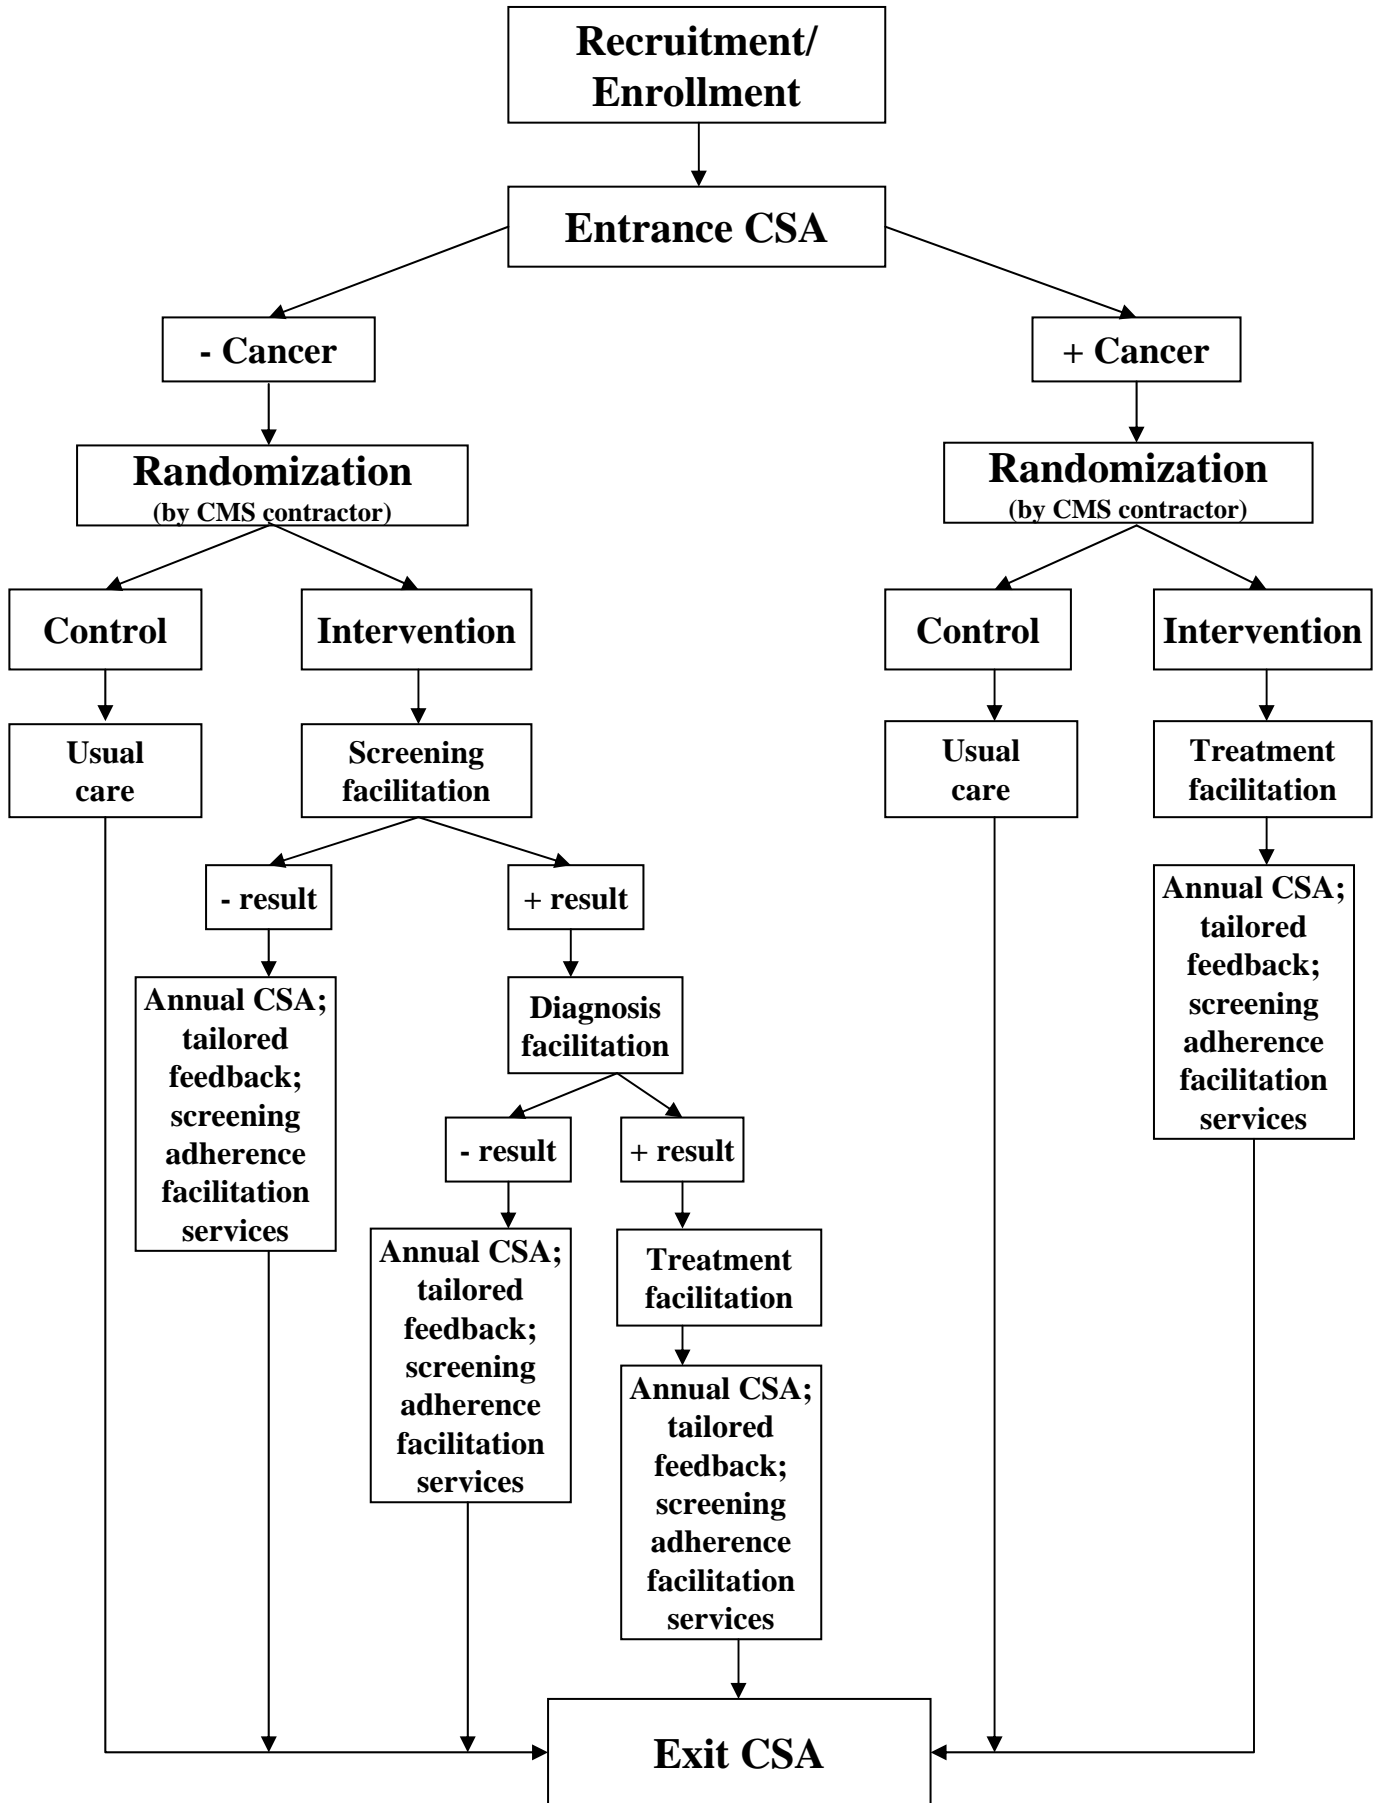 Recruitment/
Enrollment
Entrance CSA
- Cancer
+ Cancer
Randomization
(by CMS contractor)
Randomization
(by CMS contractor)
Control
Intervention
Control
Intervention
Usual
care
Screening
facilitation
Usual
care
Treatment
facilitation
- result
+ result
Annual CSA;
tailored
feedback;
screening
adherence
facilitation
services
Annual CSA;
tailored
feedback;
screening
adherence
facilitation
services
Diagnosis
facilitation
- result
+ result
Annual CSA;
tailored
feedback;
screening
adherence
facilitation
services
Treatment
facilitation
Annual CSA;
tailored
feedback;
screening
adherence
facilitation
services
Exit CSA